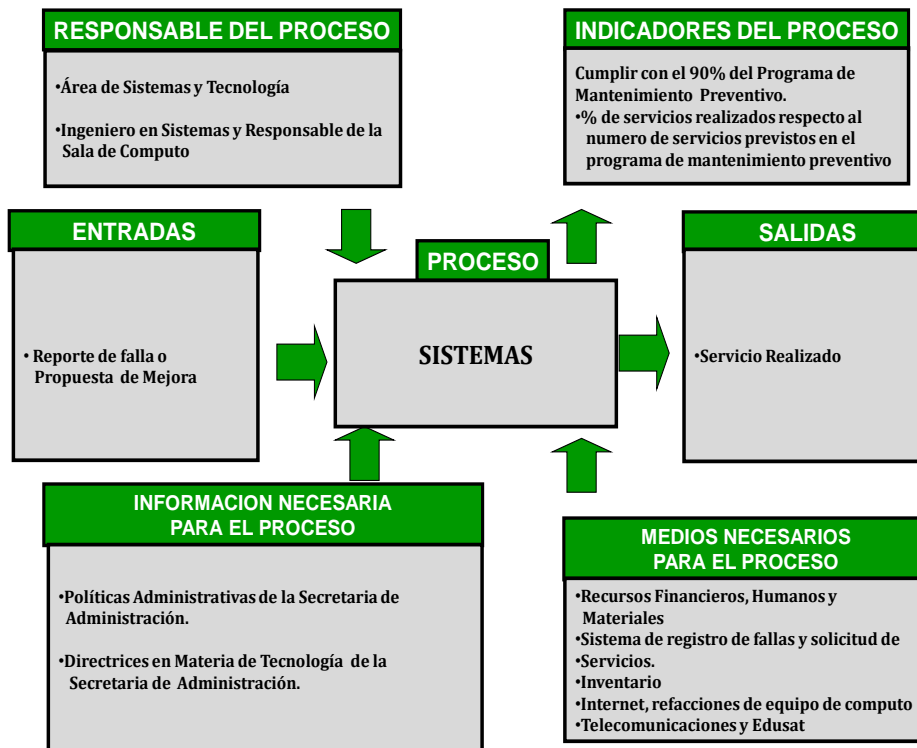 RESPONSABLE DEL PROCESO
•Área de Sistemas y Tecnología
•Ingeniero en Sistemas y Responsable de la
Sala de Computo
INDICADORES DEL PROCESO
Cumplir con el 90% del Programa de
Mantenimiento Preventivo.
•% de servicios realizados respecto al
numero de servicios previstos en el
programa de mantenimiento preventivo
ENTRADAS
• Reporte de falla o
Propuesta de Mejora
PROCESO
SISTEMAS
SALIDAS
•Servicio Realizado
INFORMACION NECESARIA
PARA EL PROCESO
•Políticas Administrativas de la Secretaria de
Administración.
•Directrices en Materia de Tecnología de la
Secretaria de Administración.
MEDIOS NECESARIOS
PARA EL PROCESO
•Recursos Financieros, Humanos y
Materiales
•Sistema de registro de fallas y solicitud de
•Servicios.
•Inventario
•Internet, refacciones de equipo de computo
•Telecomunicaciones y Edusat